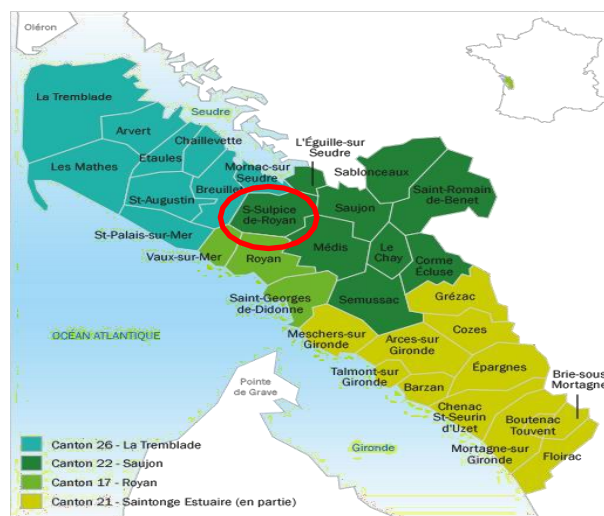 Oléron
La Tremblade
Seudre
Arvert
Chaillevette
L'Éguille-sur
Seudre
Les Mathes
Etaules
Mornac-sur
Seudre
Sablonceaux
Saint-Romain
de-Benet
St-Augustin
Breuillet
S-Sulpice
de-Royan
Saujon
St-Palais-sur-Mer
Médis
Le
Chay
Vaux-sur-Mer
Royan
Corme
Écluse
Saint-Georges
de-Didonne
Semussac
Grézac
OCÉAN ATLANTIQUE
Meschers-sur
Gironde
Arces-sur
Gironde
Cozes
Talmont-sur
Gironde
Épargnes
Brie-sous
Mortagne
Pointe
de Grave
Barzan
Chenac
St-Seurin
d'Uzet
Boutenac
Touvent
Mortagne-sur
Gironde
Floirac
Gironde
Canton 26 - La Tremblade
Canton 22 - Saujon
Canton 17 - Royan
Canton 21 - Saintonge Estuaire (en partie)